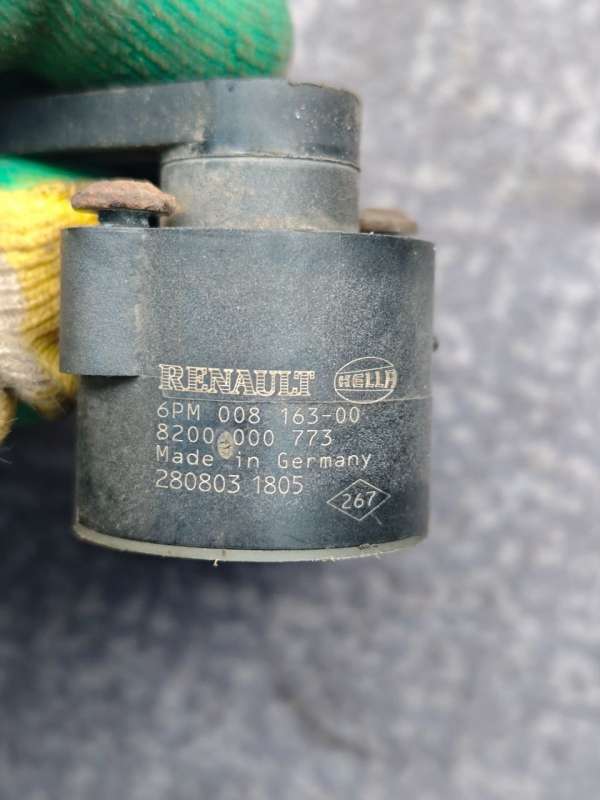 RENAULT HELLA
6PM 008 163-00
8200 000 773
Made in Germany
280803 1805
267